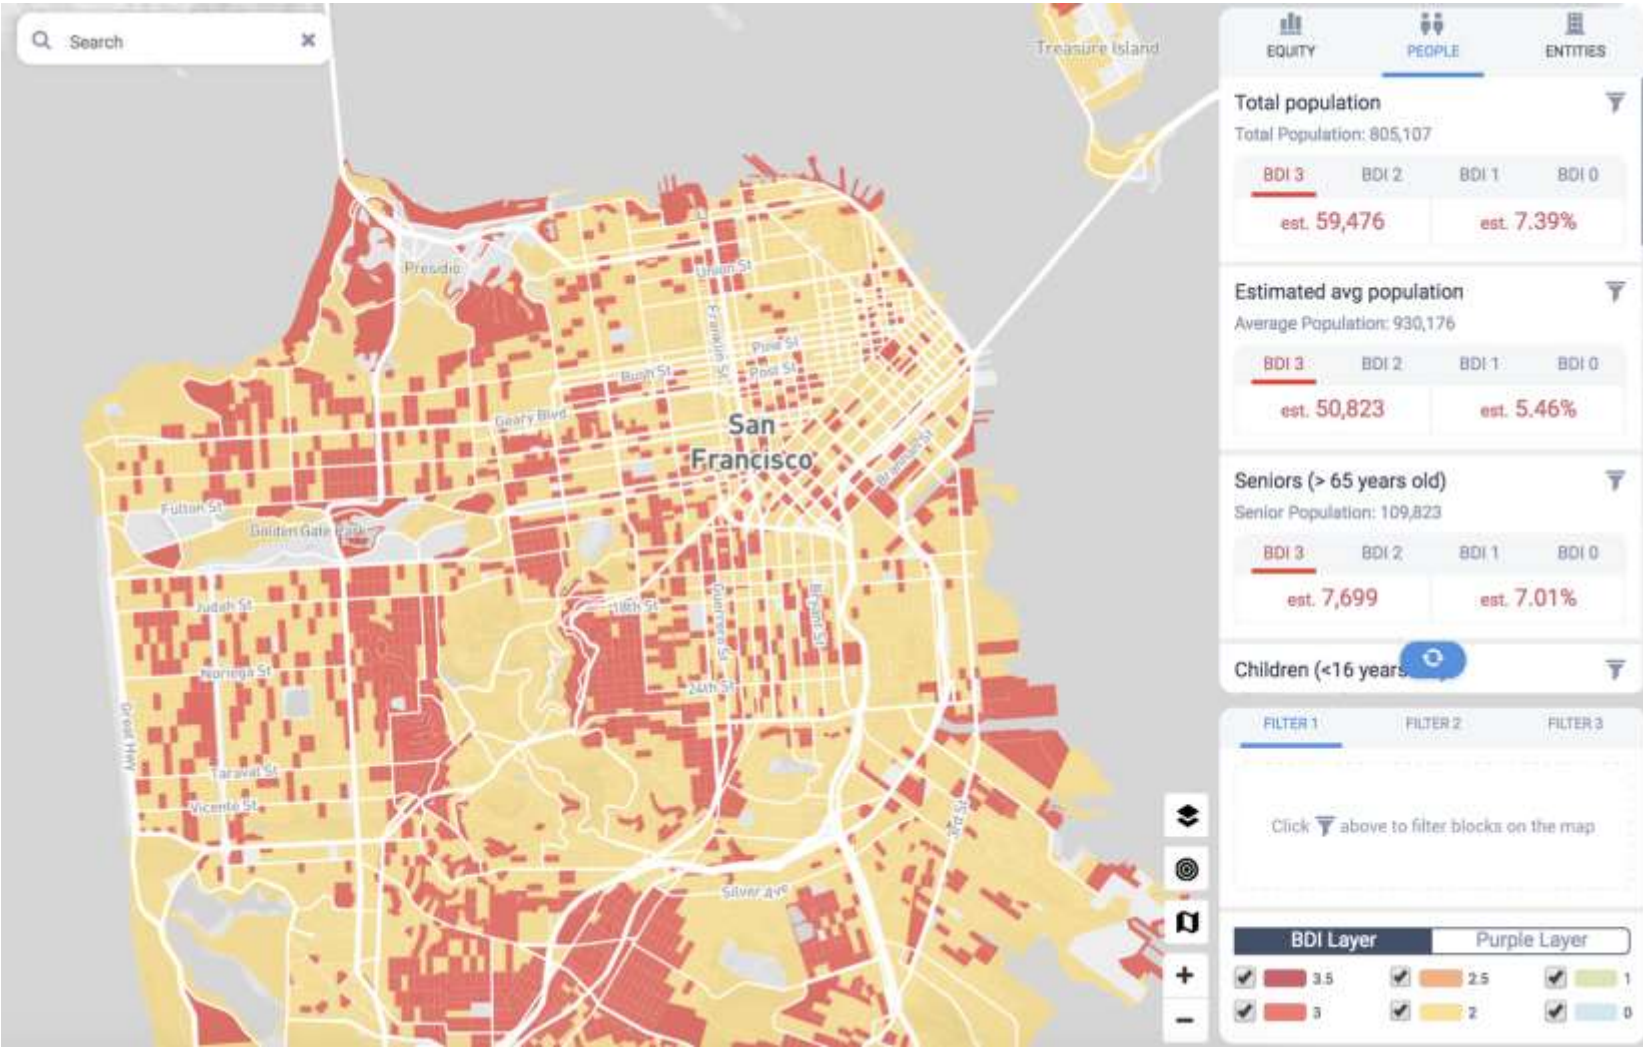 Search
Treasure Island
Presidio
Union St
Franklin St
Pine St
Bush St
Post St
Geary Blvd
San
Francisco
Brannan St
Fulton St
Golden Gate Park
Judah St
18th St
Guerrero St
Bryant St
Noriega St
24th St
Great Hwy
Taraval St
Vicente St
3rd St
Silver Ave
EQUITY
PEOPLE
ENTITIES
Total population
Total Population: 805,107
BDI 3 BDI 2 BDI 1 BDI 0
est. 59,476 est. 7.39%
Estimated avg population
Average Population: 930,176
BDI 3 BDI 2 BDI 1 BDI 0
est. 50,823 est. 5.46%
Seniors (> 65 years old)
Senior Population: 109,823
BDI 3 BDI 2 BDI 1 BDI 0
est. 7,699 est. 7.01%
Children (<16 years
FILTER 1 FILTER 2 FILTER 3
Click above to filter blocks on the map
BDI Layer Purple Layer
3.5 2.5 1
3 2 0